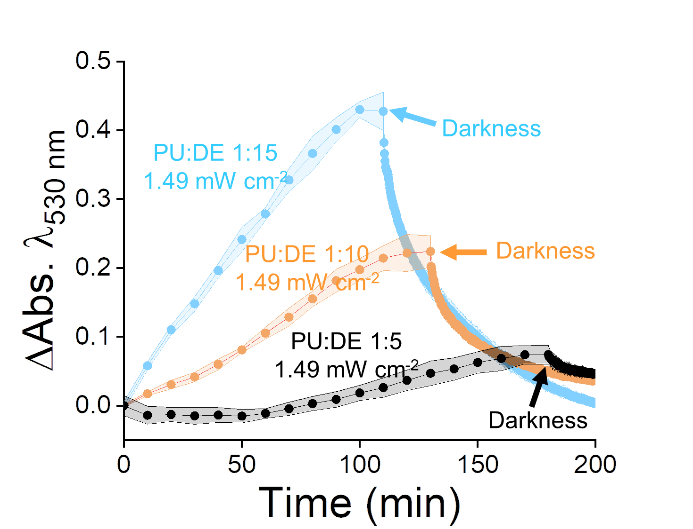 0.5
0.4
0.3
0.2
0.1
0.0
ΔAbs. λ530 nm
PU:DE 1:15
1.49 mW cm-2
Darkness
PU:DE 1:10
1.49 mW cm-2
Darkness
PU:DE 1:5
1.49 mW cm-2
Darkness
0 50 100 150 200
Time (min)